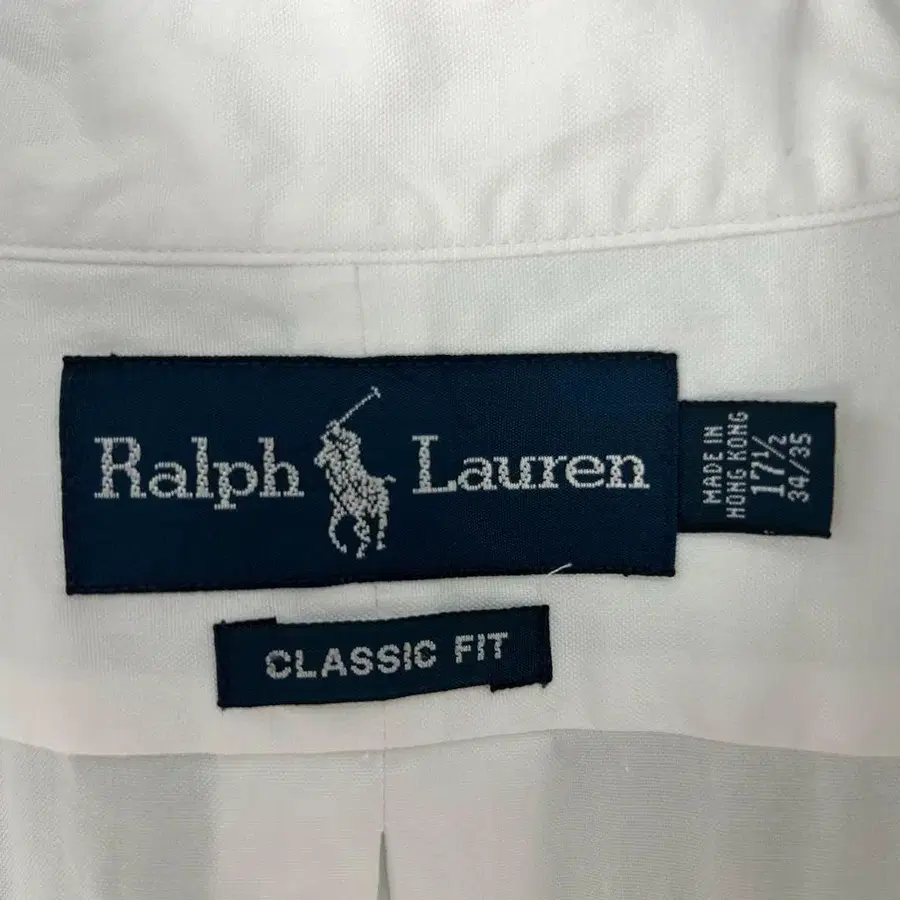 Ralph Lauren
MADE IN
HONG KONG
17½
34/35
CLASSIC FIT